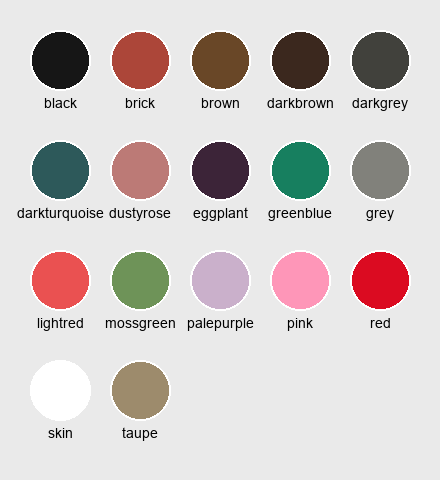 black brick brown darkbrown darkgrey
darkturquoise dustyrose eggplant greenblue grey
lightred mossgreen palepurple pink red
skin taupe